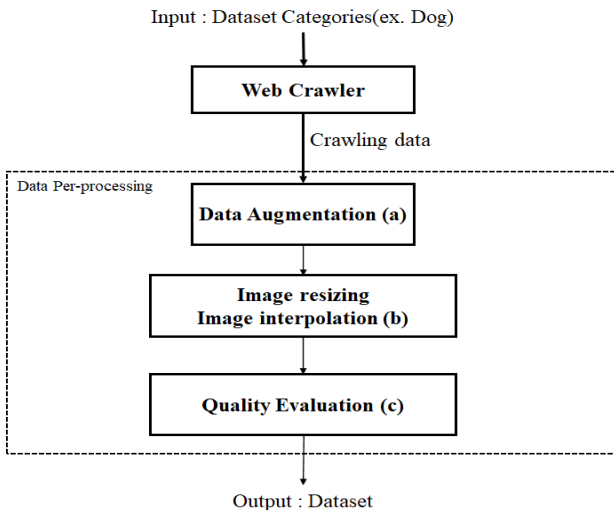 Input : Dataset Categories(ex. Dog)
Web Crawler
Crawling data
Data Per-processing
Data Augmentation (a)
Image resizing
Image interpolation (b)
Quality Evaluation (c)
Output : Dataset